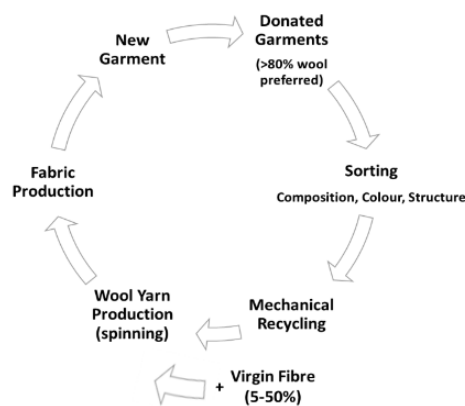 Donated
Garments
(>80% wool
preferred)
Sorting
Composition, Colour, Structure
Mechanical
Recycling
+ Virgin Fibre
(5-50%)
Wool Yarn
Production
(spinning)
Fabric
Production
New
Garment